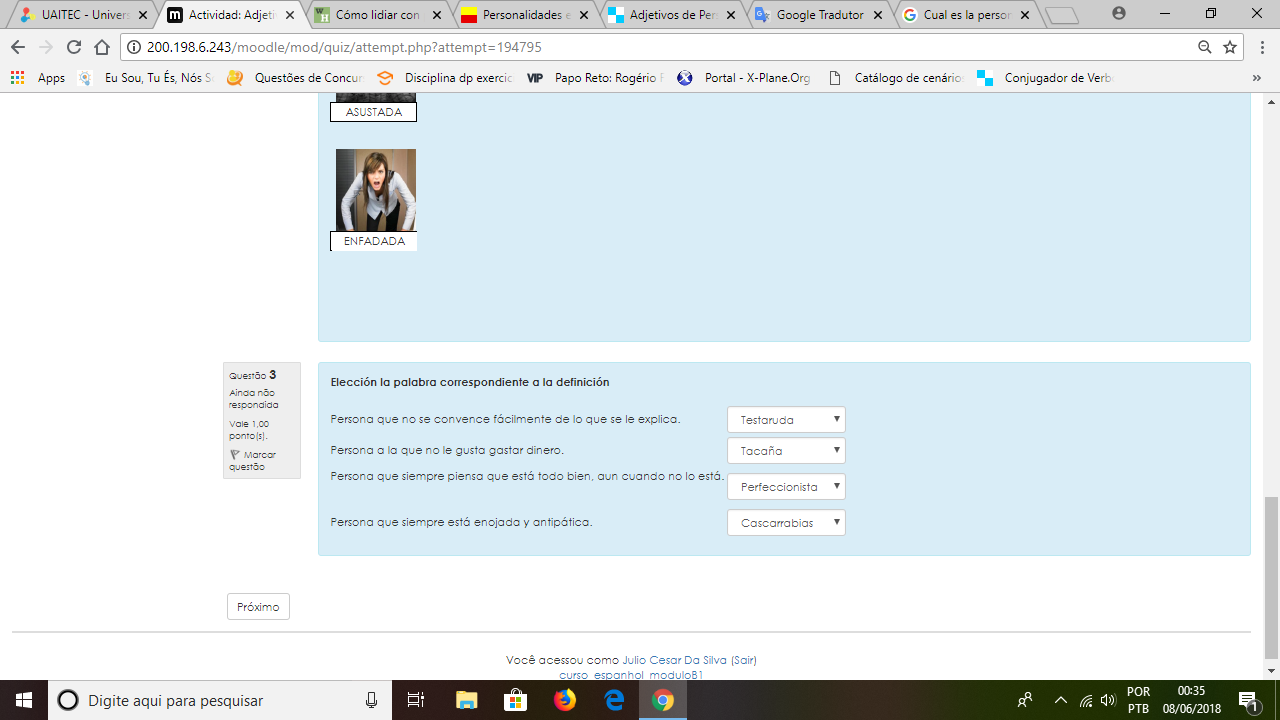 UAITEC - Univers
Actividad: Adjeti
Cómo lidiar con
Personalidades e
Adjetivos de Per
Google Tradutor
Cual es la person
200.198.6.243/moodle/mod/quiz/attempt.php?attempt=194795
Apps
Eu Sou, Tu És, Nós S
Questões de Concur
Disciplina dp exercic
VIP
Papo Reto: Rogério F
Portal - X-Plane.Org
Catálogo de cenário
Conjugador de Verb
»
ASUSTADA
ENFADADA
Questão 3
Ainda não
respondida
Vale 1,00
ponto(s).
Marcar
questão
Elección la palabra correspondiente a la definición
Persona que no se convence fácilmente de lo que se le explica. Testaruda
Persona a la que no le gusta gastar dinero. Tacaña
Persona que siempre piensa que está todo bien, aun cuando no lo está. Perfeccionista
Persona que siempre está enojada y antipática. Cascarrabias
Próximo
Você acessou como Julio Cesar Da Silva (Sair)
curso_espanhol_moduloB1
Digite aqui para pesquisar
POR
PTB
00:35
08/06/2018
1